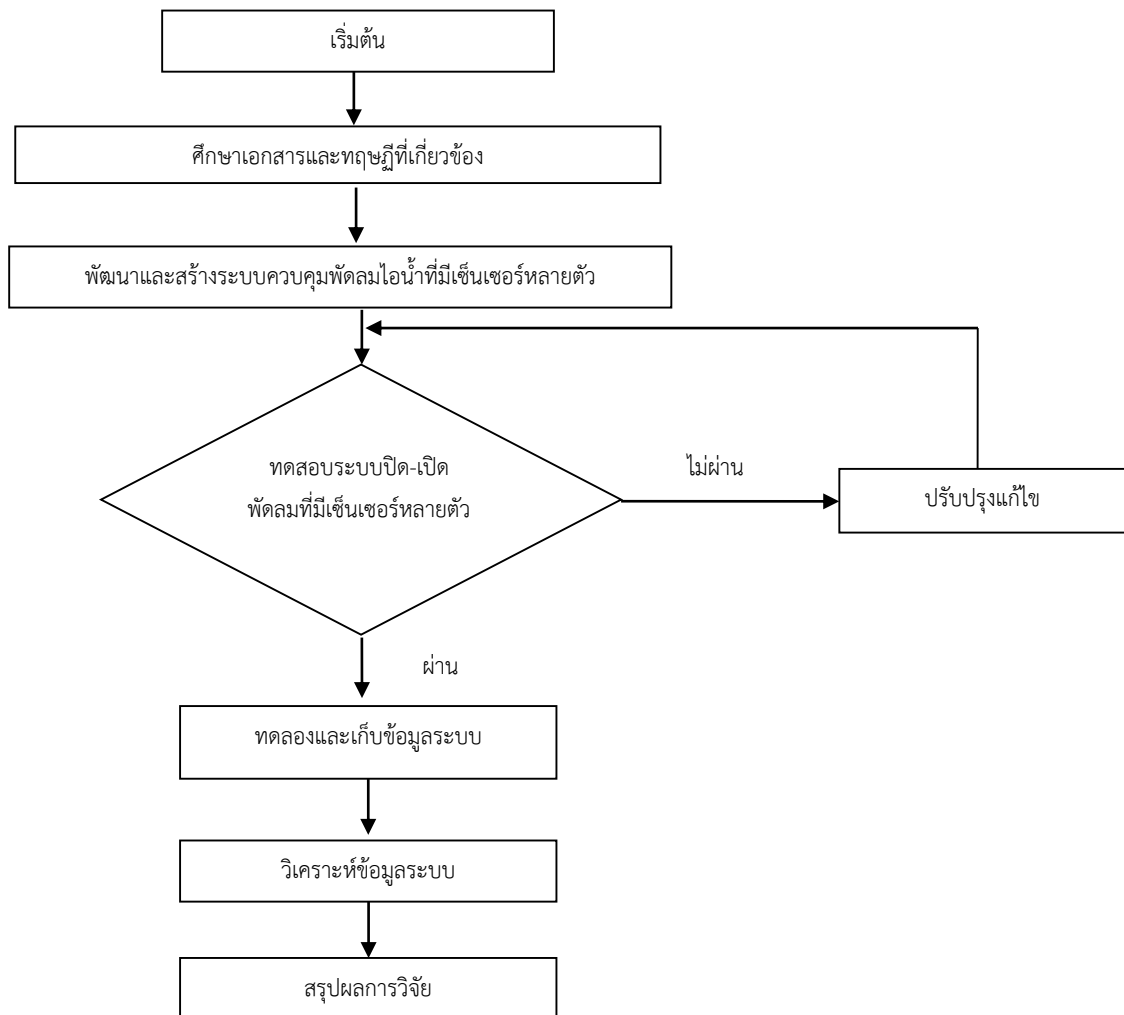 เริ่มต้น
ศึกษาเอกสารและทฤษฏีที่เกี่ยวข้อง
พัฒนาและสร้างระบบควบคุมพัดลมไอน้ำที่มีเซ็นเซอร์หลายตัว
ทดสอบระบบปิด-เปิด
พัดลมที่มีเซ็นเซอร์หลายตัว
ไม่ผ่าน
ปรับปรุงแก้ไข
ผ่าน
ทดลองและเก็บข้อมูลระบบ
วิเคราะห์ข้อมูลระบบ
สรุปผลการวิจัย